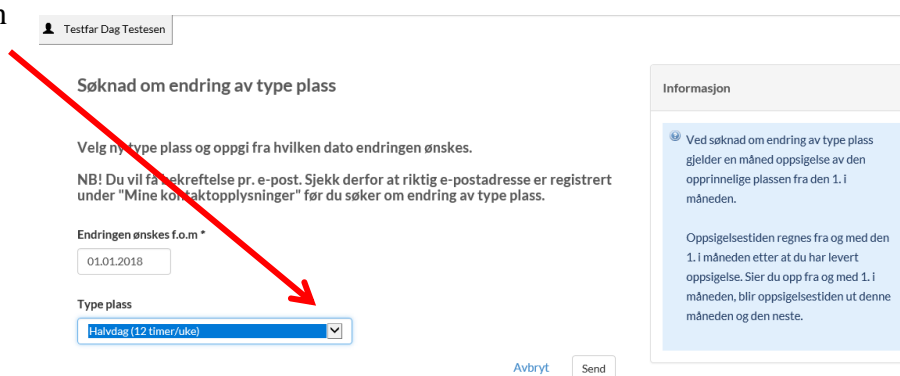 Testfar Dag Testesen
Søknad om endring av type plass
Velg ny type plass og oppgi fra hvilken dato endringen ønskes.
NB! Du vil få bekreftelse pr. e-post. Sjekk derfor at riktig e-postadresse er registrert
under "Mine kontaktopplysninger" før du søker om endring av type plass.
Endringen ønskes f.o.m *
01.01.2018
Type plass
Halvdag (12 timer/uke)
Avbryt
Send
Informasjon
Ved søknad om endring av type plass
gjelder en måned oppsigelse av den
opprinnelige plassen fra den 1. i
måneden.
Oppsigelsestiden regnes fra og med den
1. i måneden etter at du har levert
oppsigelse. Sier du opp fra og med 1. i
måneden, blir oppsigelsestiden ut denne
måneden og den neste.